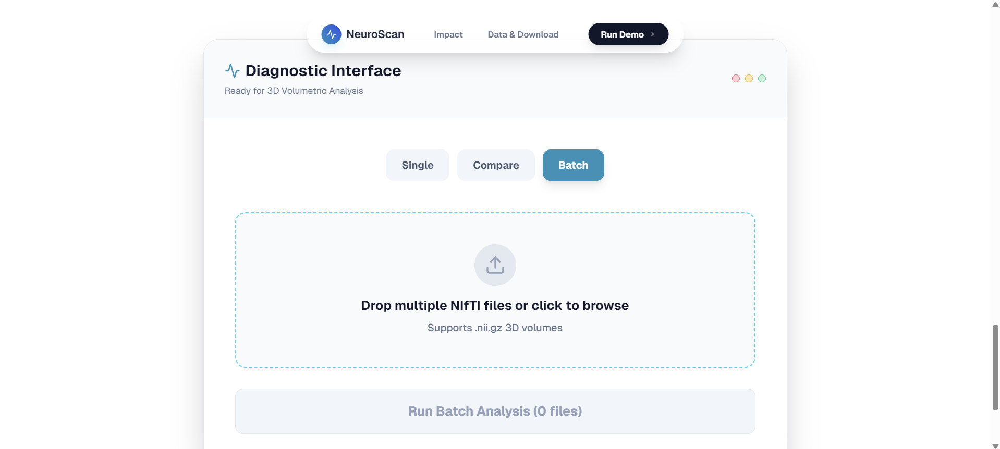 NeuroScan
Impact
Data & Download
Run Demo
Diagnostic Interface
Ready for 3D Volumetric Analysis
Single
Compare
Batch
Drop multiple NIfTI files or click to browse
Supports .nii.gz 3D volumes
Run Batch Analysis (0 files)